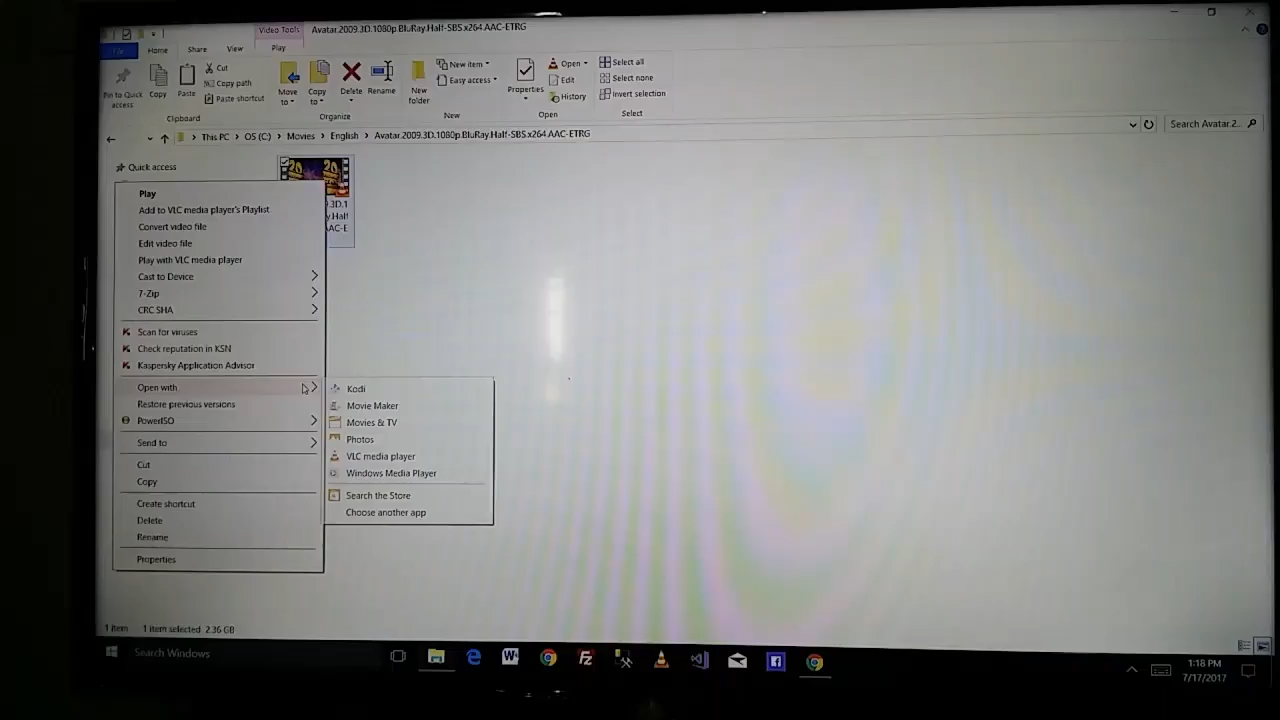 Video Tools
Avatar.2009.3D.1080p.BluRay.Half-SBS.x264.AAC-ETRG
File
Home
Share
View
Play
Pin to Quick access
Copy
Paste
Cut
Copy path
Paste shortcut
Clipboard
Move to
Copy to
Delete
Rename
Organize
New folder
New item
Easy access
New
Properties
Open
Edit
History
Open
Select all
Select none
Invert selection
Select
This PC > OS (C:) > Movies > English > Avatar.2009.3D.1080p.BluRay.Half-SBS.x264.AAC-ETRG
Search Avatar.2...
Quick access
.3D.1
y.Half
AAC-E
Play
Add to VLC media player's Playlist
Convert video file
Edit video file
Play with VLC media player
Cast to Device
7-Zip
CRC SHA
Scan for viruses
Check reputation in KSN
Kaspersky Application Advisor
Open with
Restore previous versions
PowerISO
Send to
Cut
Copy
Create shortcut
Delete
Rename
Properties
Kodi
Movie Maker
Movies & TV
Photos
VLC media player
Windows Media Player
Search the Store
Choose another app
1 item
1 item selected 2.36 GB
Search Windows
1:18 PM
7/17/2017